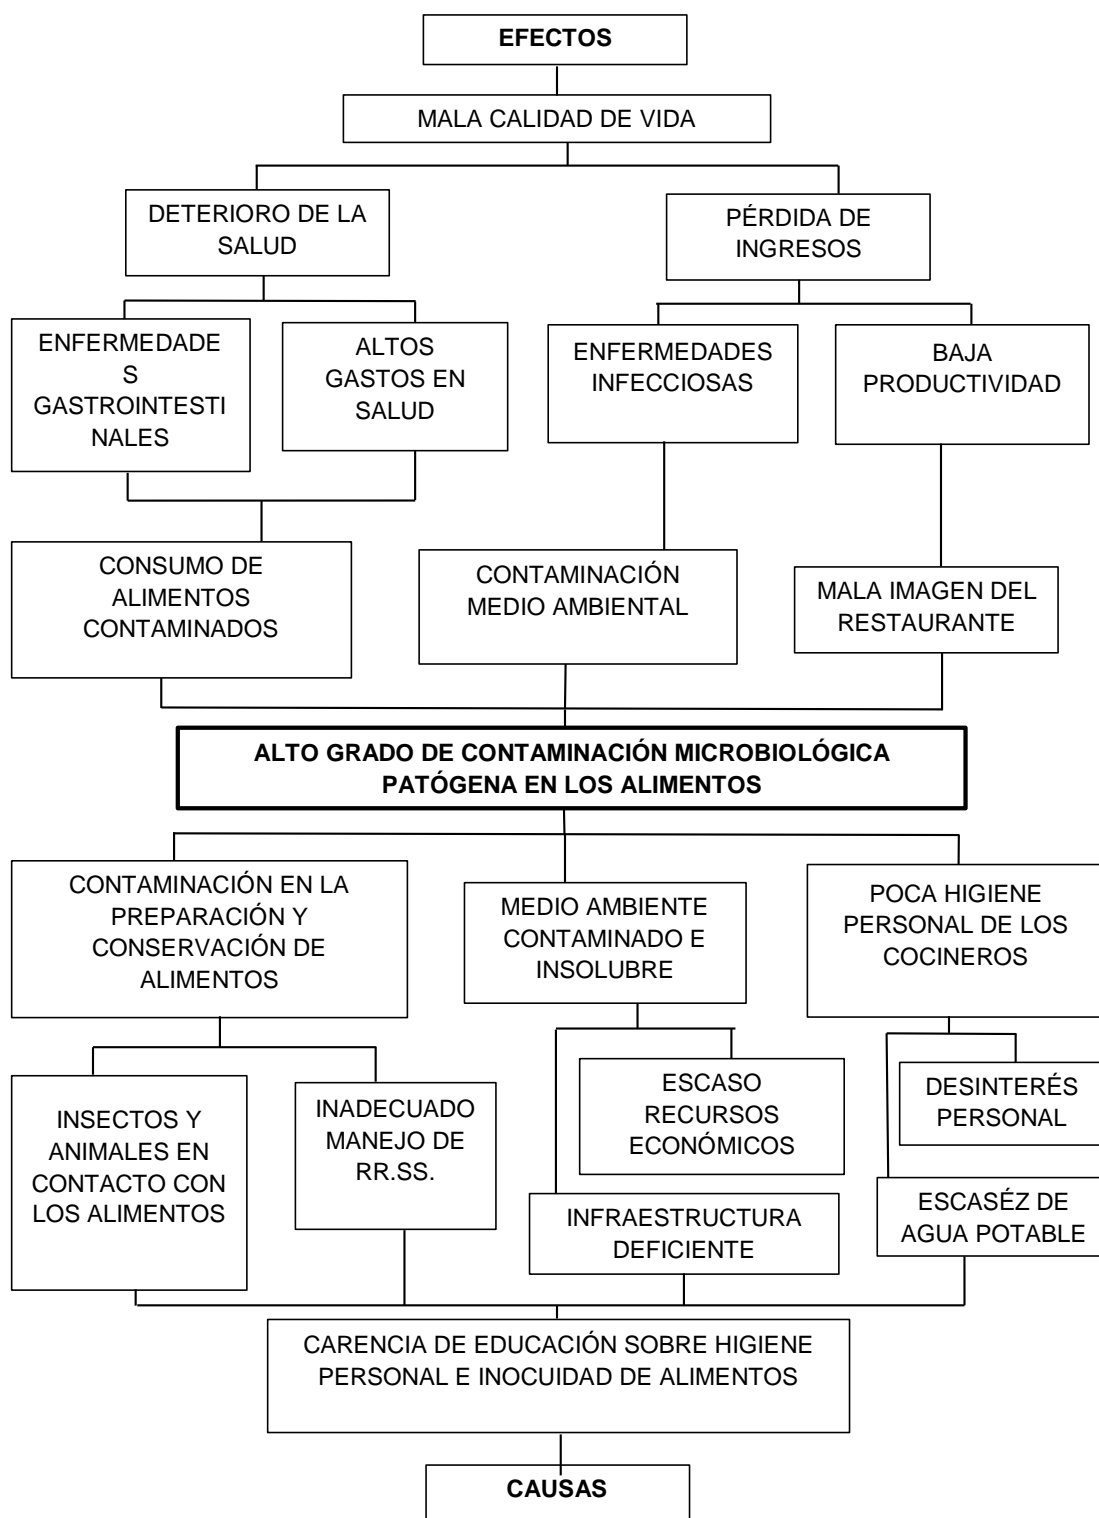 EFECTOS
MALA CALIDAD DE VIDA
DETERIORO DE LA
SALUD
PÉRDIDA DE
INGRESOS
ENFERMEDADE
S
GASTROINTESTI
NALES
ALTOS
GASTOS EN
SALUD
ENFERMEDADES
INFECCIOSAS
BAJA
PRODUCTIVIDAD
CONSUMO DE
ALIMENTOS
CONTAMINADOS
CONTAMINACIÓN
MEDIO AMBIENTAL
MALA IMAGEN DEL
RESTAURANTE
ALTO GRADO DE CONTAMINACIÓN MICROBIOLÓGICA
PATÓGENA EN LOS ALIMENTOS
CONTAMINACIÓN EN LA
PREPARACIÓN Y
CONSERVACIÓN DE
ALIMENTOS
MEDIO AMBIENTE
CONTAMINADO E
INSOLUBRE
POCA HIGIENE
PERSONAL DE LOS
COCINEROS
INSECTOS Y
ANIMALES EN
CONTACTO CON
LOS ALIMENTOS
INADECUADO
MANEJO DE
RR.SS.
ESCASO
RECURSOS
ECONÓMICOS
DESINTERÉS
PERSONAL
INFRAESTRUCTURA
DEFICIENTE
ESCASÉZ DE
AGUA POTABLE
CARENCIA DE EDUCACIÓN SOBRE HIGIENE
PERSONAL E INOCUIDAD DE ALIMENTOS
CAUSAS